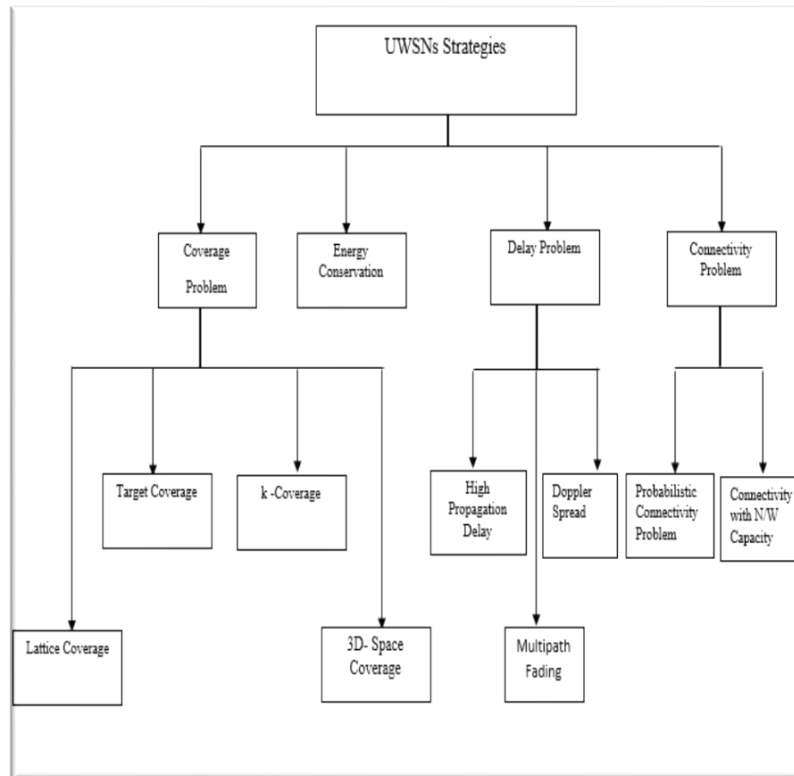 UWSNs Strategies
Coverage
Problem
Energy
Conservation
Delay Problem
Connectivity
Problem
Target Coverage
k -Coverage
High
Propagation
Delay
Doppler
Spread
Probabilistic
Connectivity
Problem
Connectivity
with N/W
Capacity
Lattice Coverage
3D- Space
Coverage
Multipath
Fading